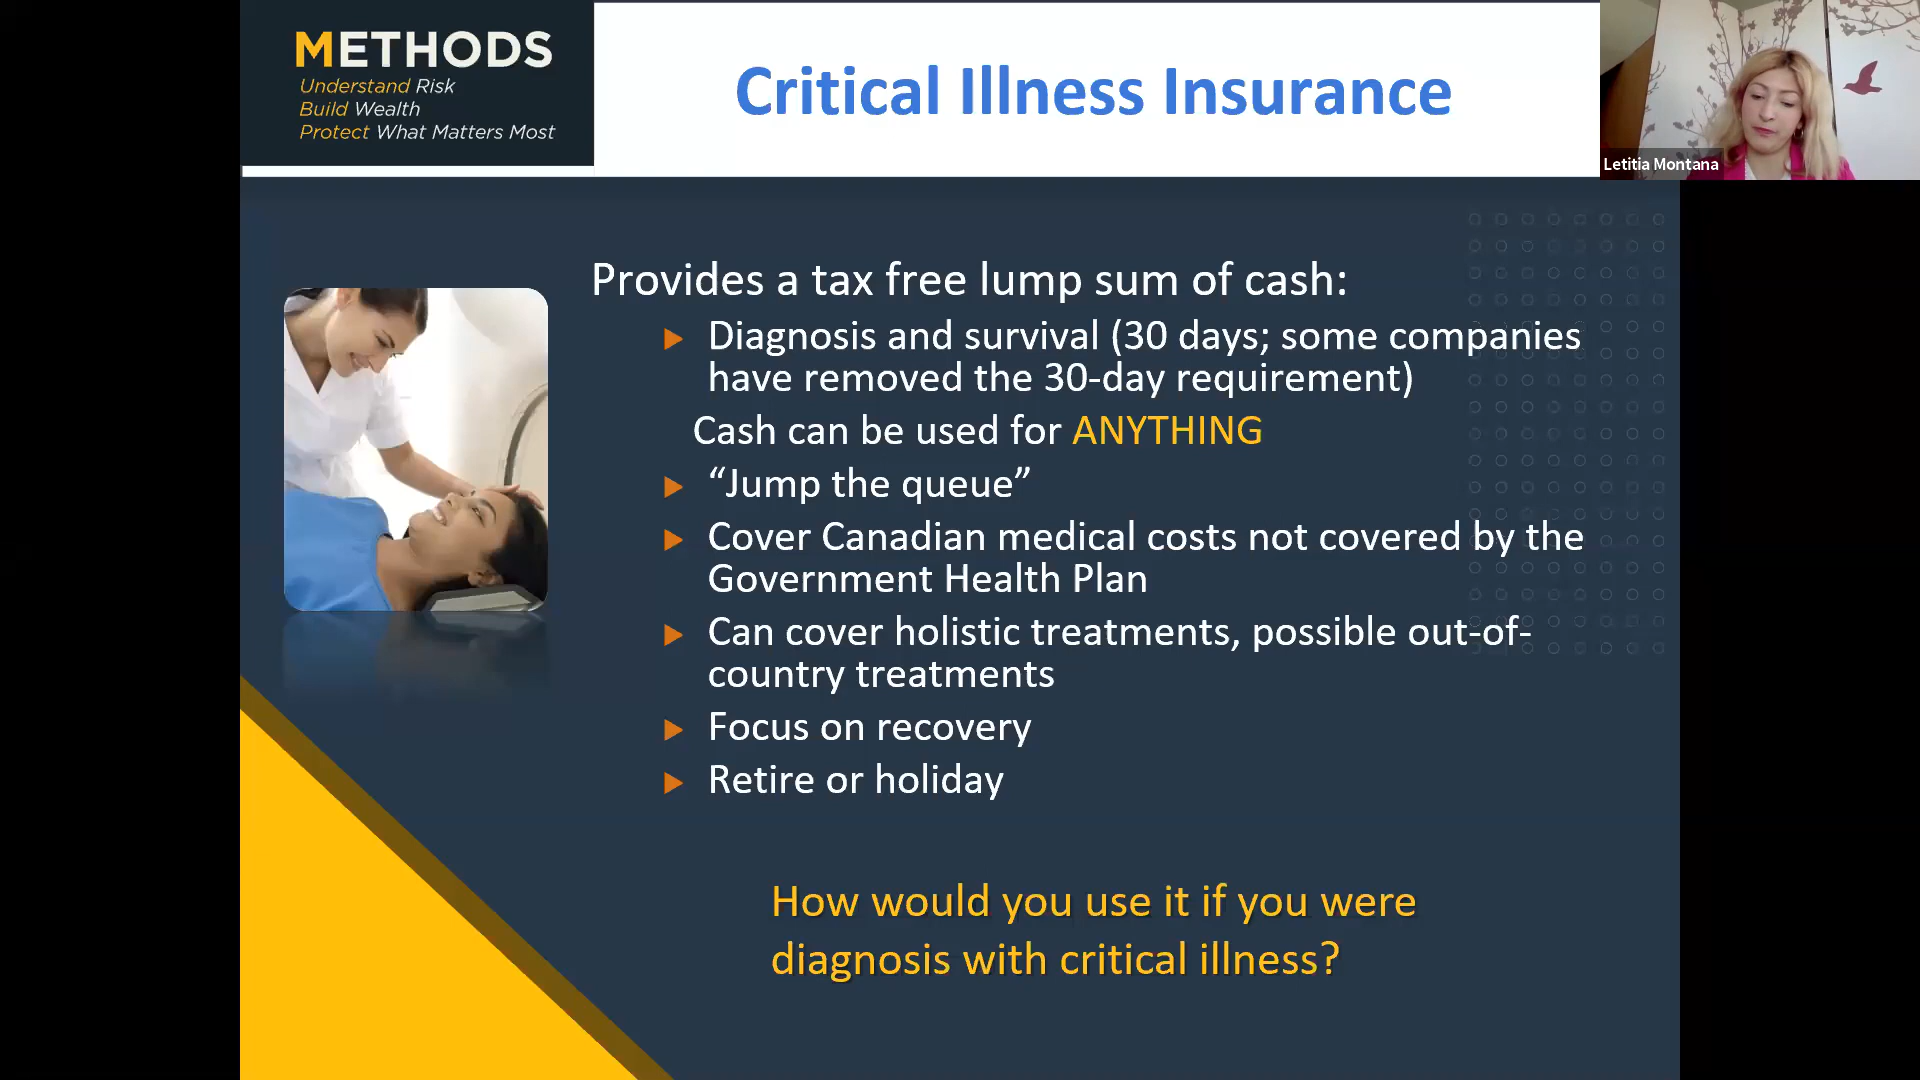 METHODS
Understand Risk
Build Wealth
Protect What Matters Most
Critical Illness Insurance
Letitia Montana
Provides a tax free lump sum of cash:
Diagnosis and survival (30 days; some companies
have removed the 30-day requirement)
Cash can be used for ANYTHING
“Jump the queue”
Cover Canadian medical costs not covered by the
Government Health Plan
Can cover holistic treatments, possible out-of-
country treatments
Focus on recovery
Retire or holiday
How would you use it if you were
diagnosis with critical illness?